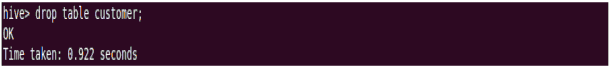 hive> drop table customer;
OK
Time taken: 0.922 seconds